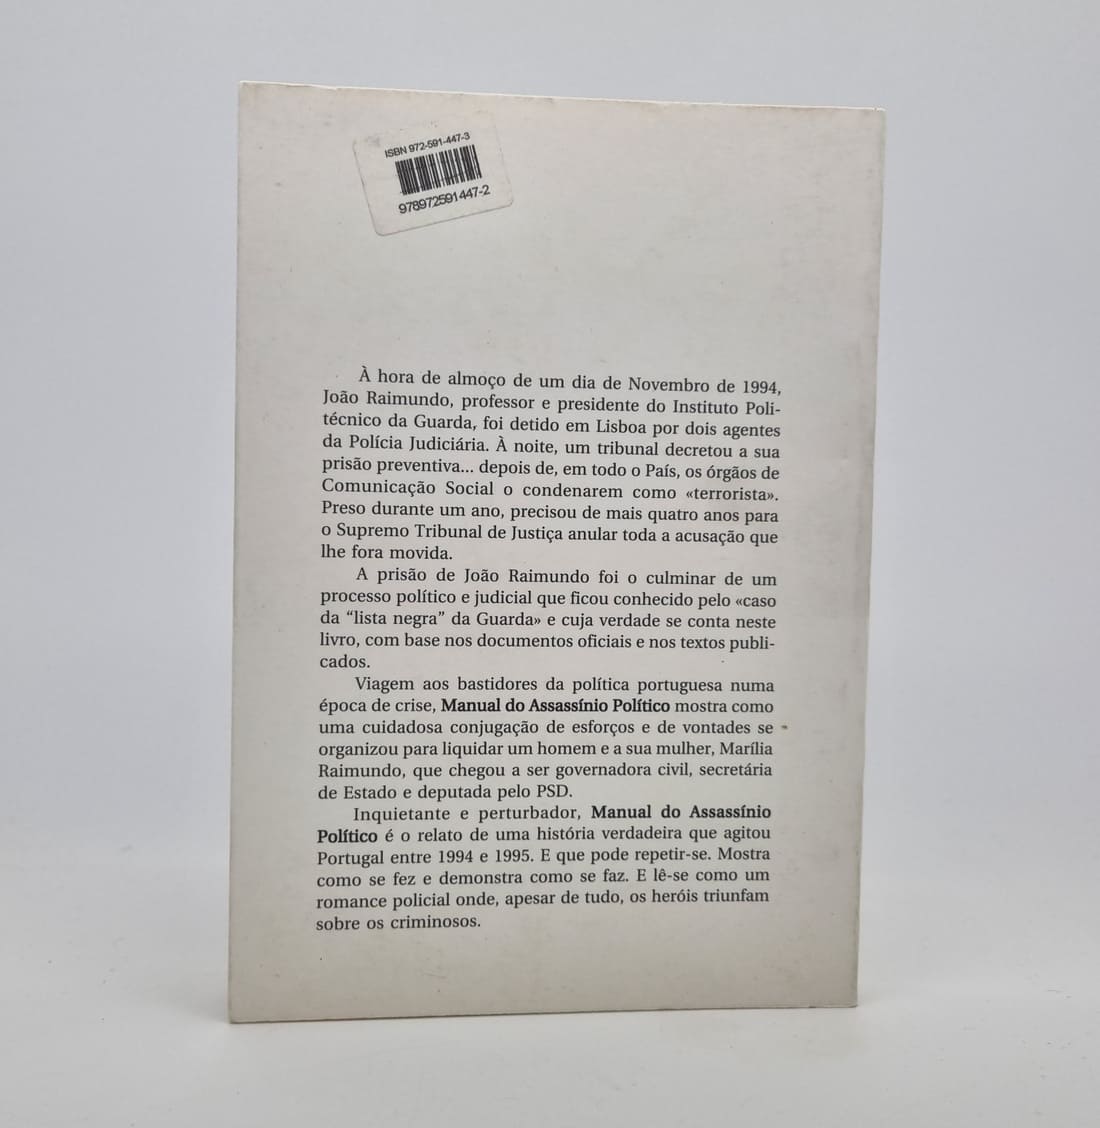 ISBN 972-591-447-3
978972591447-2
À hora de almoço de um dia de Novembro de 1994,
João Raimundo, professor e presidente do Instituto Poli-
técnico da Guarda, foi detido em Lisboa por dois agentes
da Polícia Judiciária. À noite, um tribunal decretou a sua
prisão preventiva... depois de, em todo o País, os órgãos de
Comunicação Social o condenarem como «terrorista».
Preso durante um ano, precisou de mais quatro anos para
o Supremo Tribunal de Justiça anular toda a acusação que
lhe fora movida.
A prisão de João Raimundo foi o culminar de um
processo político e judicial que ficou conhecido pelo «caso
da “lista negra” da Guarda» e cuja verdade se conta neste
livro, com base nos documentos oficiais e nos textos publi-
cados.
Viagem aos bastidores da política portuguesa numa
época de crise, Manual do Assassínio Político mostra como
uma cuidadosa conjugação de esforços e de vontades se
organizou para liquidar um homem e a sua mulher, Marília
Raimundo, que chegou a ser governadora civil, secretária
de Estado e deputada pelo PSD.
Inquietante e perturbador, Manual do Assassínio
Político é o relato de uma história verdadeira que agitou
Portugal entre 1994 e 1995. E que pode repetir-se. Mostra
como se fez e demonstra como se faz. E lê-se como um
romance policial onde, apesar de tudo, os heróis triunfam
sobre os criminosos.